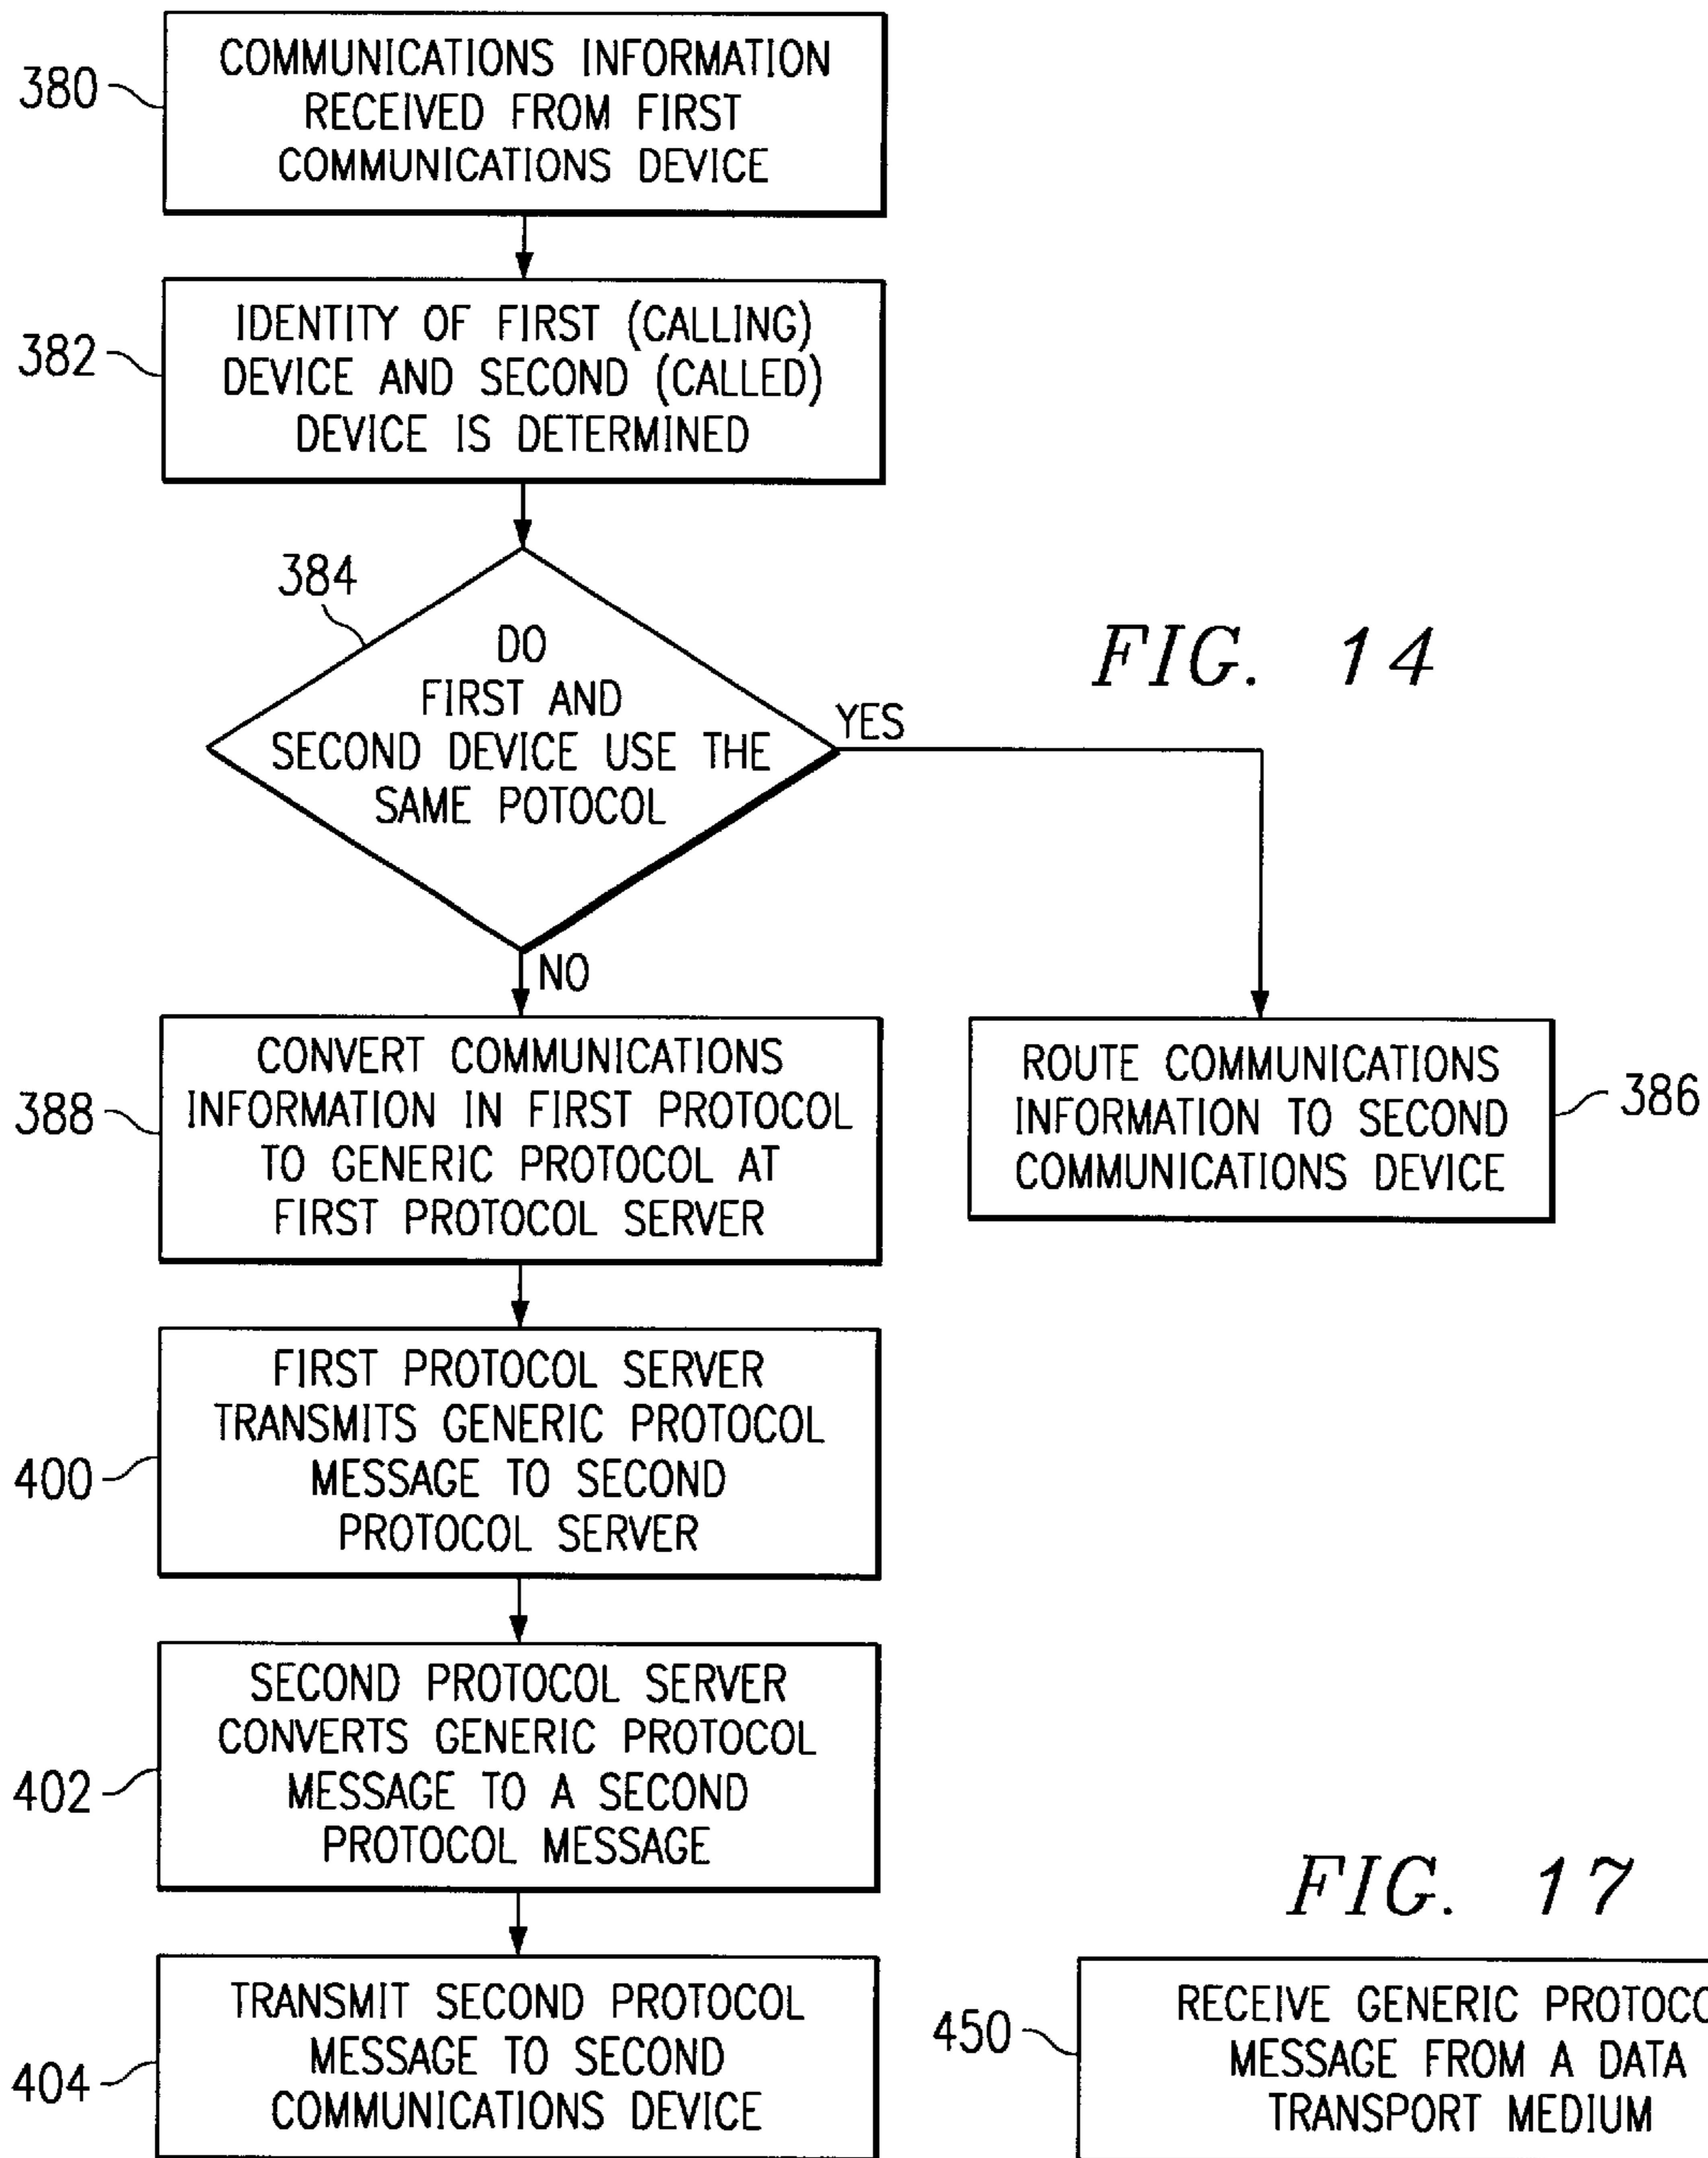 380
COMMUNICATIONS INFORMATION
RECEIVED FROM FIRST
COMMUNICATIONS DEVICE
382
IDENTITY OF FIRST (CALLING)
DEVICE AND SECOND (CALLED)
DEVICE IS DETERMINED
384
DO
FIRST AND
SECOND DEVICE USE THE
SAME POTOCOL
YES
NO
FIG. 14
388
CONVERT COMMUNICATIONS
INFORMATION IN FIRST PROTOCOL
TO GENERIC PROTOCOL AT
FIRST PROTOCOL SERVER
ROUTE COMMUNICATIONS
INFORMATION TO SECOND
COMMUNICATIONS DEVICE
386
400
FIRST PROTOCOL SERVER
TRANSMITS GENERIC PROTOCOL
MESSAGE TO SECOND
PROTOCOL SERVER
402
SECOND PROTOCOL SERVER
CONVERTS GENERIC PROTOCOL
MESSAGE TO A SECOND
PROTOCOL MESSAGE
404
TRANSMIT SECOND PROTOCOL
MESSAGE TO SECOND
COMMUNICATIONS DEVICE
FIG. 17
450
RECEIVE GENERIC PROTOCO
MESSAGE FROM A DATA
TRANSPORT MEDIUM